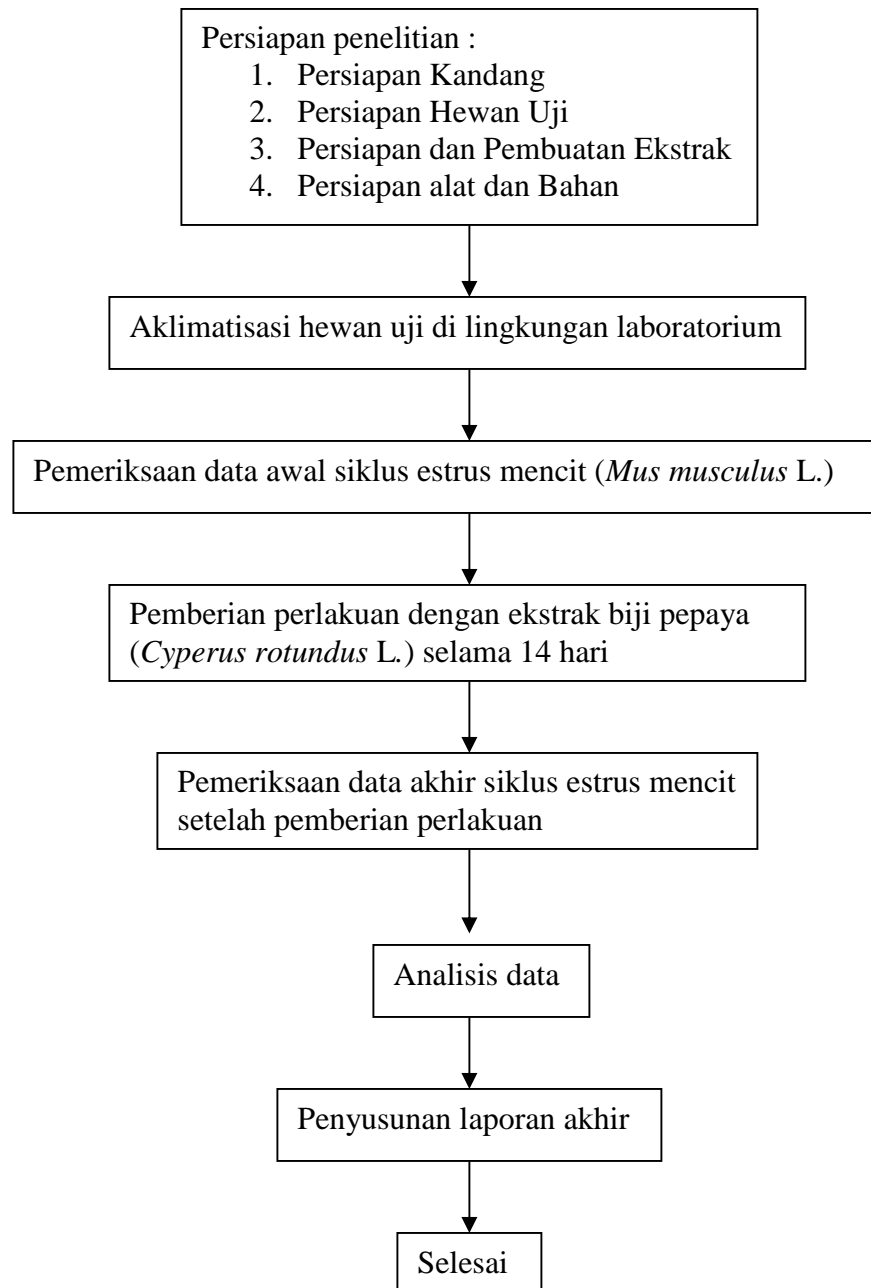 Persiapan penelitian :
1. Persiapan Kandang
2. Persiapan Hewan Uji
3. Persiapan dan Pembuatan Ekstrak
4. Persiapan alat dan Bahan
Aklimatisasi hewan uji di lingkungan laboratorium
Pemeriksaan data awal siklus estrus mencit (Mus musculus L.)
Pemberian perlakuan dengan ekstrak biji pepaya
(Cyperus rotundus L.) selama 14 hari
Pemeriksaan data akhir siklus estrus mencit
setelah pemberian perlakuan
Analisis data
Penyusunan laporan akhir
Selesai